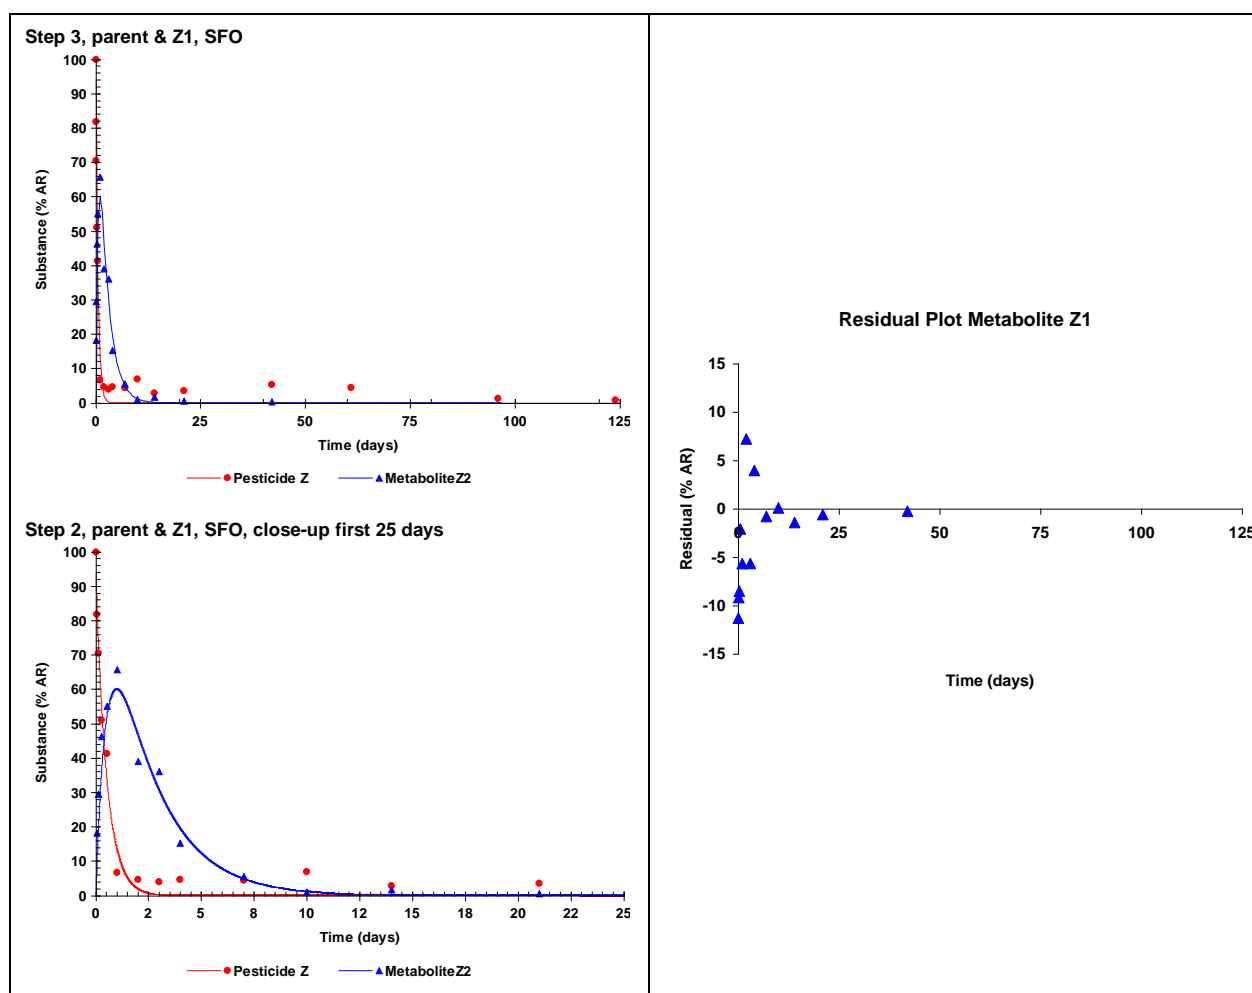 Step 3, parent & Z1, SFO
100
90
80
70
60
50
40
30
20
10
0
Substance (% AR)
0 25 50 75 100 125
Time (days)
Pesticide Z MetaboliteZ2
Step 2, parent & Z1, SFO, close-up first 25 days
100
90
80
70
60
50
40
30
20
10
0
Substance (% AR)
0 2 5 8 10 13 15 17 20 22 25
Time (days)
Pesticide Z MetaboliteZ2
Residual Plot Metabolite Z1
15
10
5
0
-5
-10
-15
Residual (% AR)
0 25 50 75 100 125
Time (days)